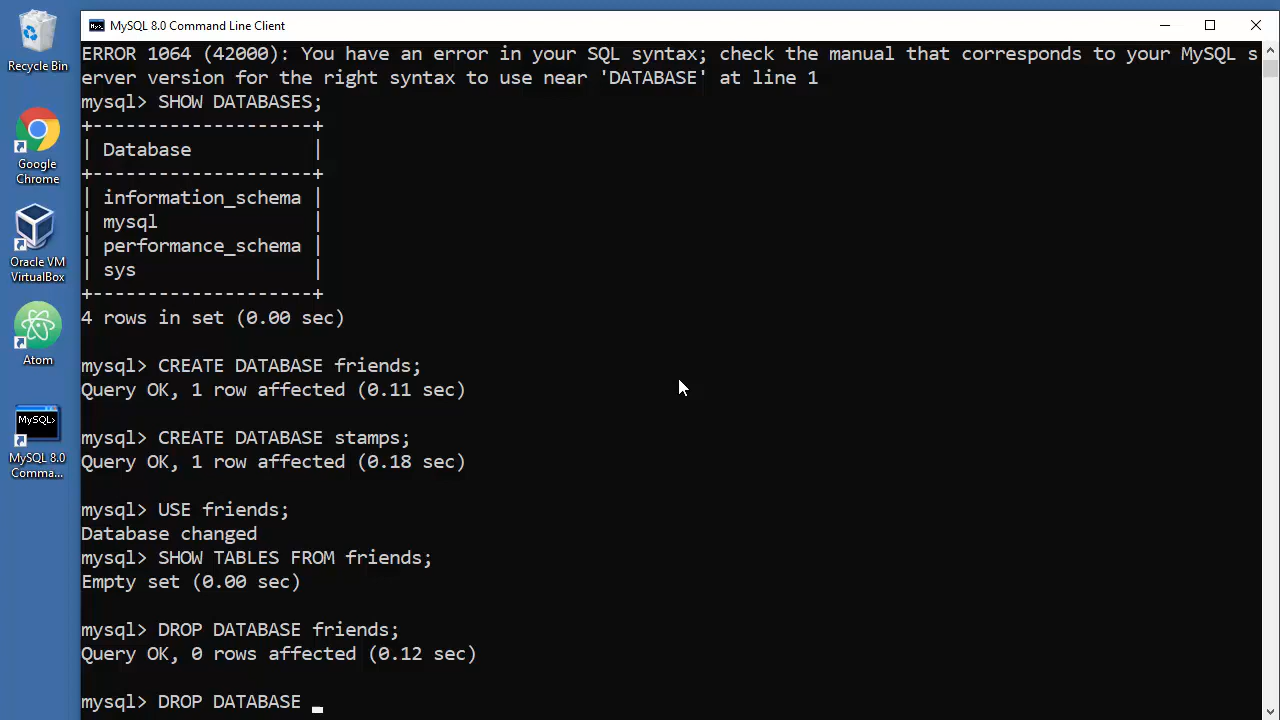 Recycle Bin
Google
Chrome
Oracle VM
VirtualBox
Atom
MySQL>
MySQL 8.0
Comma...
MySQL 8.0 Command Line Client
ERROR 1064 (42000): You have an error in your SQL syntax; check the manual that corresponds to your MySQL s
erver version for the right syntax to use near 'DATABASE' at line 1
mysql> SHOW DATABASES;
+--------------------+
| Database           |
+--------------------+
| information_schema |
| mysql              |
| performance_schema |
| sys                |
+--------------------+
4 rows in set (0.00 sec)
mysql> CREATE DATABASE friends;
Query OK, 1 row affected (0.11 sec)
mysql> CREATE DATABASE stamps;
Query OK, 1 row affected (0.18 sec)
mysql> USE friends;
Database changed
mysql> SHOW TABLES FROM friends;
Empty set (0.00 sec)
mysql> DROP DATABASE friends;
Query OK, 0 rows affected (0.12 sec)
mysql> DROP DATABASE _